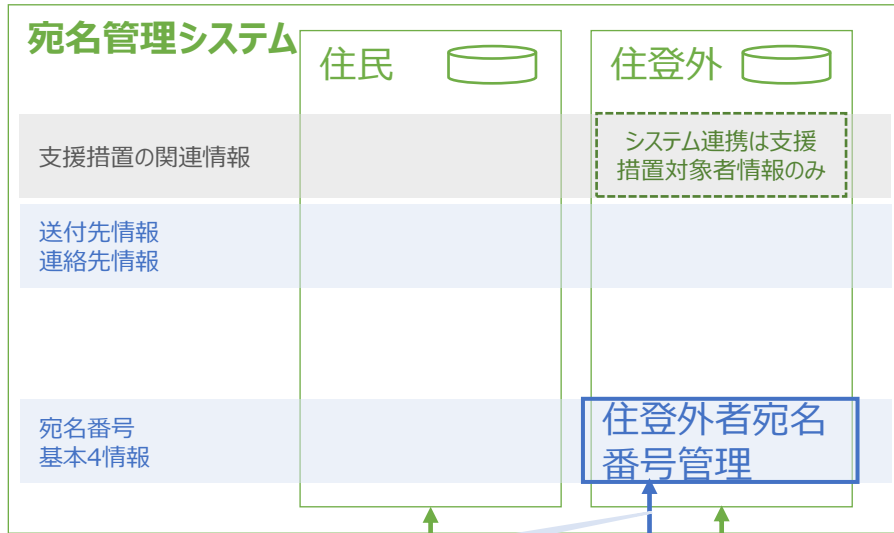 宛名管理システム
住民
住登外
支援措置の関連情報
システム連携は支援
措置対象者情報のみ
送付先情報
連絡先情報
宛名番号
基本4情報
住登外者宛名
番号管理